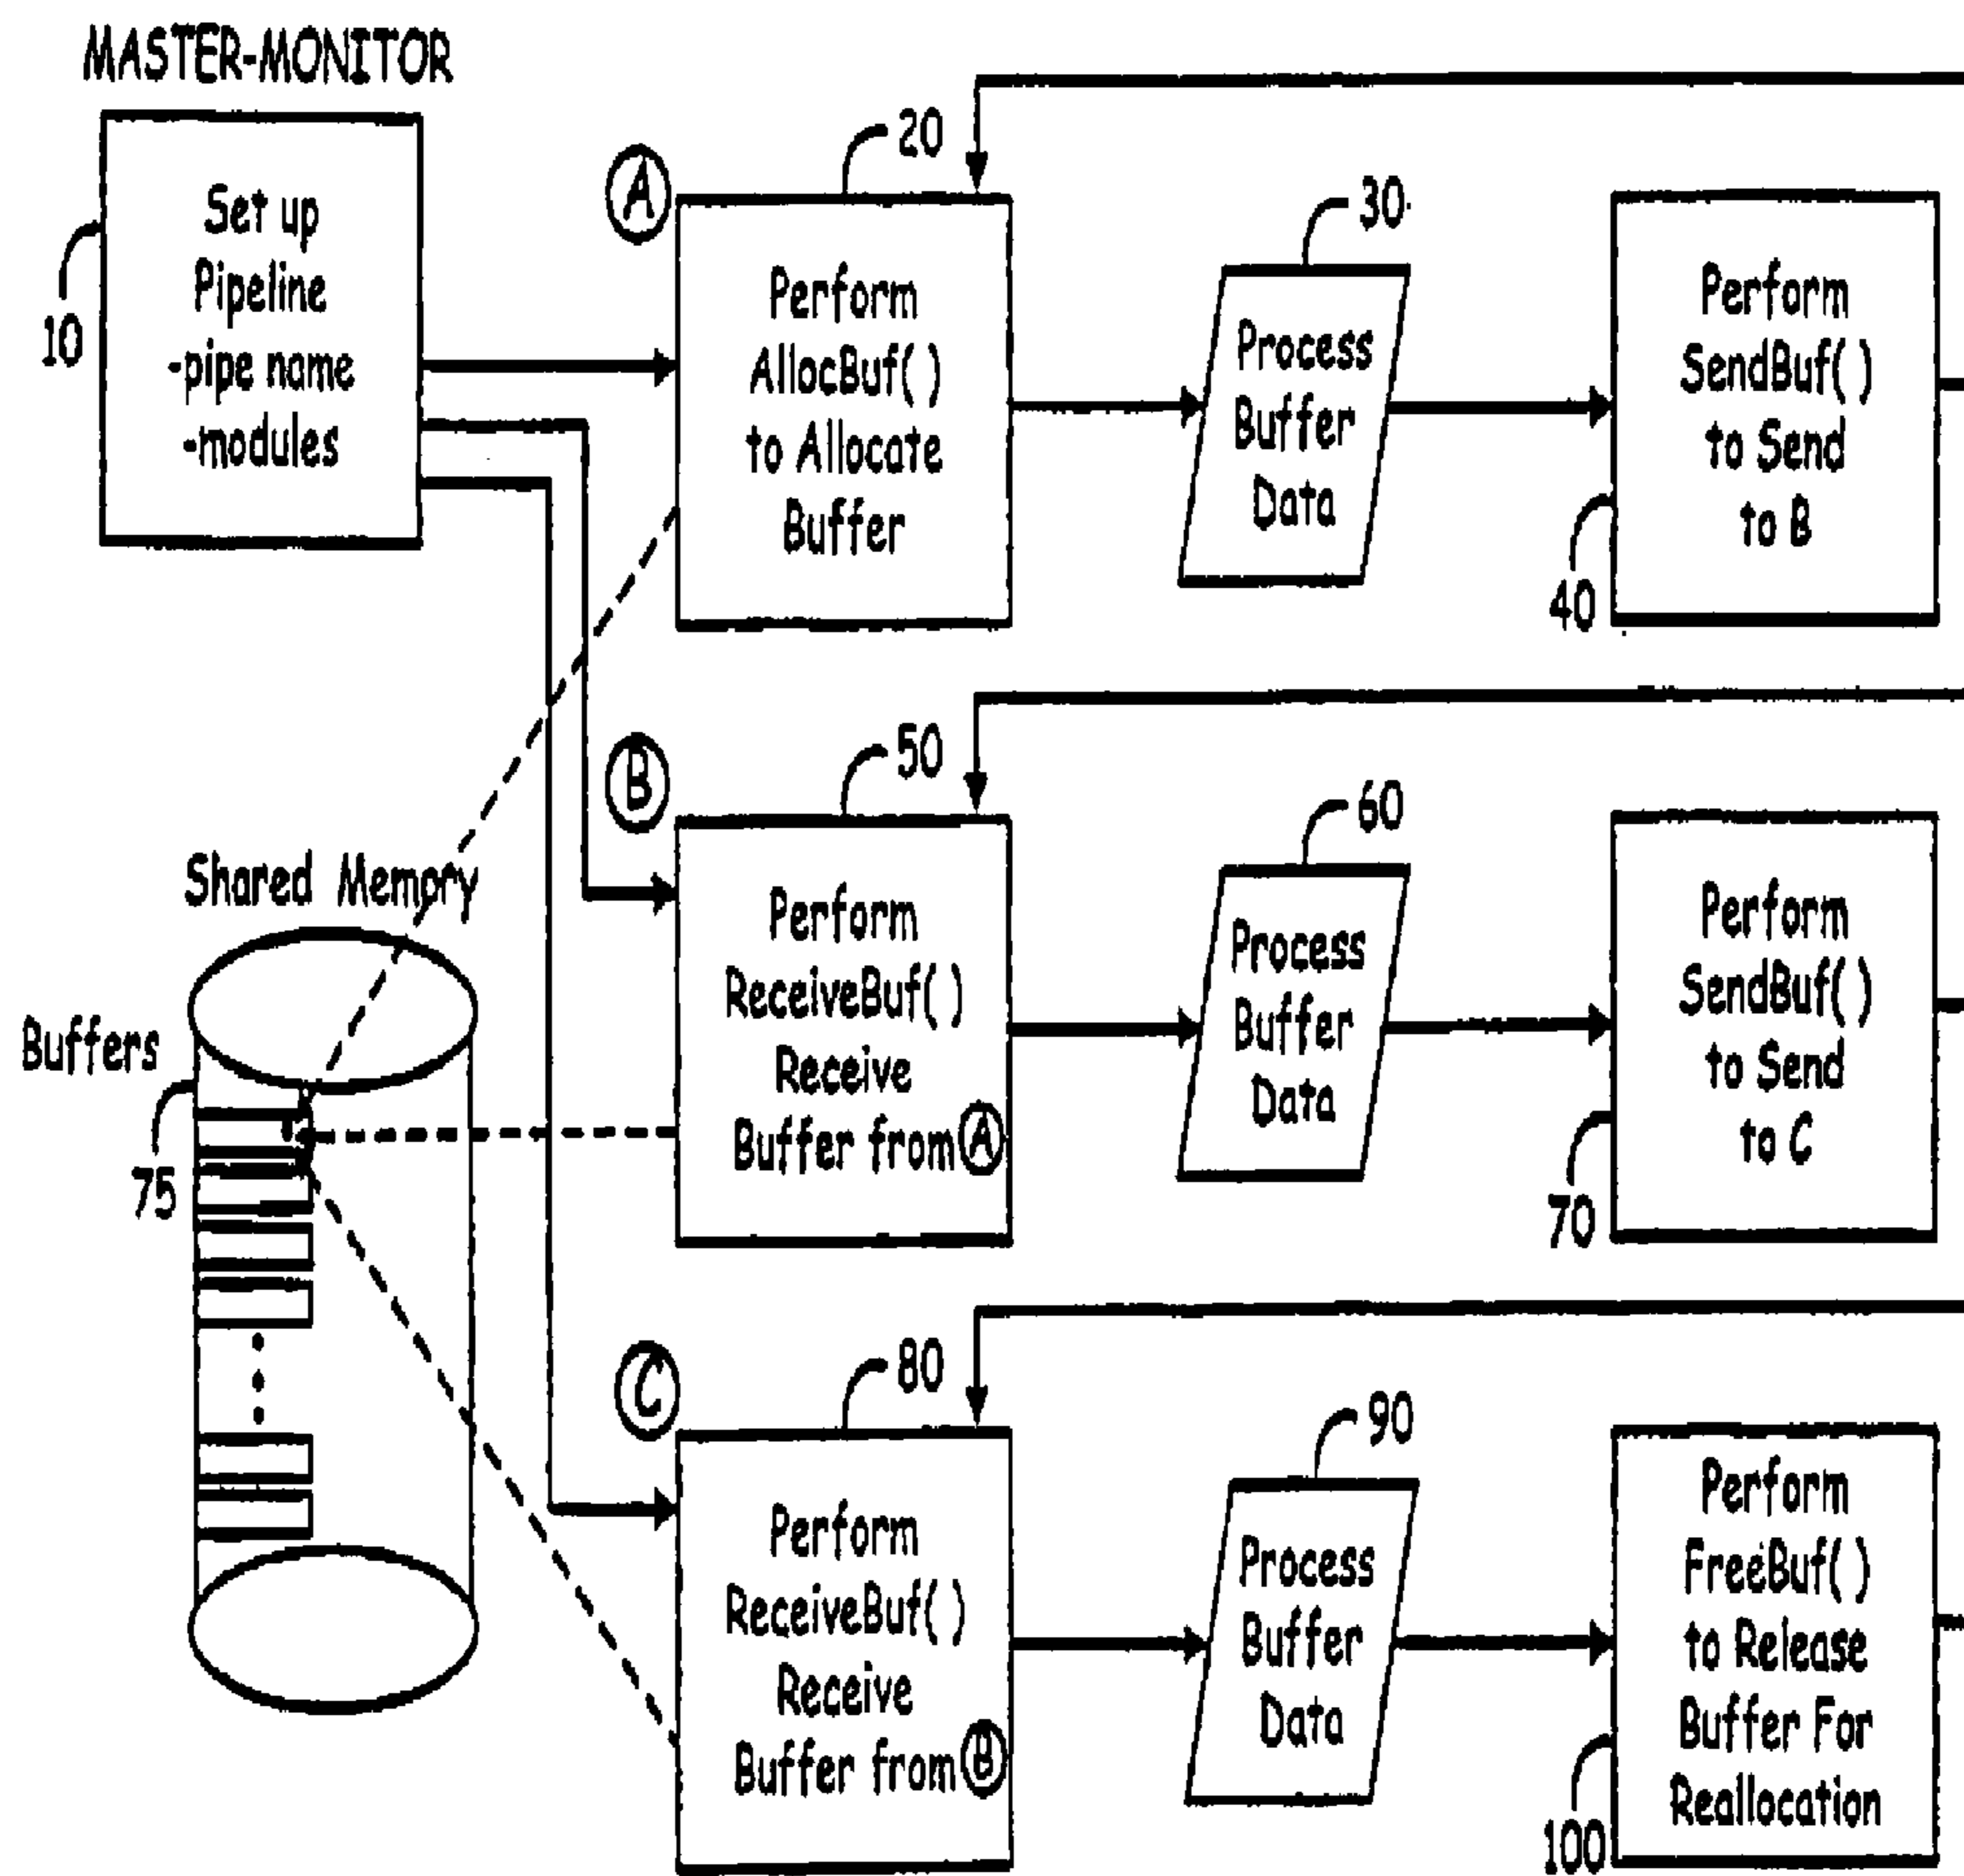 MASTER-MONITOR
Set up
Pipeline
-pipe name
-modules
10
A
20
Perform
AllocBuf( )
to Allocate
Buffer
30
Process
Buffer
Data
Perform
SendBuf( )
to Send
to B
40
B
50
Perform
ReceiveBuf( )
Receive
Buffer from A
60
Process
Buffer
Data
Perform
SendBuf( )
to Send
to C
70
Shared Memory
Buffers
75
C
80
Perform
ReceiveBuf( )
Receive
Buffer from B
90
Process
Buffer
Data
Perform
FreeBuf( )
to Release
Buffer For
Reallocation
100